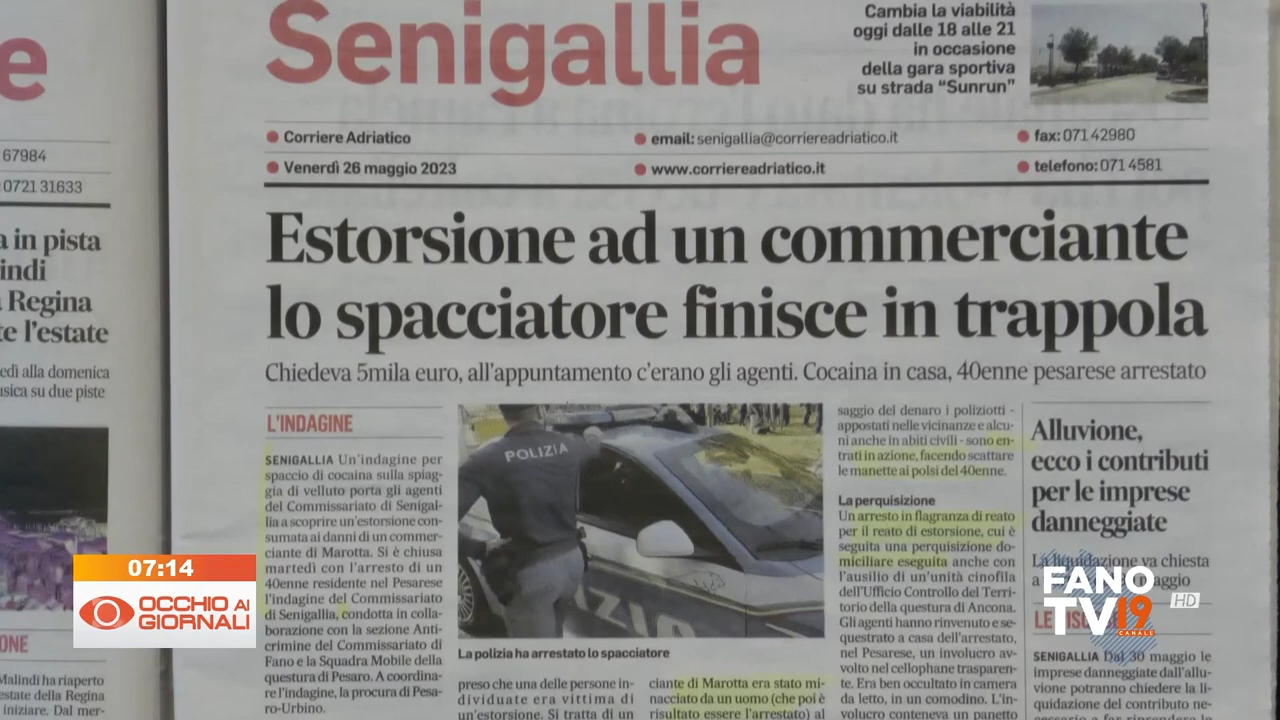 e
67984
0721 31633
a in pista
indi
a Regina
te l'estate
edì alla domenica
usica su due piste
ONE
Malindi ha riaperto
estate della Regina
iniziare. Dal mer-
Senigallia
Cambia la viabilità
oggi dalle 18 alle 21
in occasione
della gara sportiva
su strada “Sunrun”
Corriere Adriatico
email: senigallia@corriereadriatico.it
fax: 071 42980
Venerdì 26 maggio 2023
www.corriereadriatico.it
telefono: 071 4581
Estorsione ad un commerciante
lo spacciatore finisce in trappola
Chiedeva 5mila euro, all'appuntamento c'erano gli agenti. Cocaina in casa, 40enne pesarese arrestato
L'INDAGINE
SENIGALLIA Un'indagine per
spaccio di cocaina sulla spiag-
gia di velluto porta gli agenti
del Commissariato di Senigal-
lia a scoprire un'estorsione con-
sumata ai danni di un commer-
ciante di Marotta. Si è chiusa
martedì con l'arresto di un
40enne residente nel Pesarese
l'indagine del Commissariato
di Senigallia, condotta in colla-
borazione con la sezione Anti-
crimine del Commissariato di
Fano e la Squadra Mobile della
questura di Pesaro. A coordina-
re l'indagine, la procura di Pesa-
ro-Urbino.
POLIZIA
La polizia ha arrestato lo spacciatore
preso che una delle persone in-
dividuate era vittima di
un'estorsione. Si tratta di un
ciante di Marotta era stato mi-
nacciato da un uomo (che poi è
risultato essere l'arrestato) al
saggio del denaro i poliziotti -
appostati nelle vicinanze e alcu-
ni anche in abiti civili - sono en-
trati in azione, facendo scattare
le manette ai polsi del 40enne.
La perquisizione
Un arresto in flagranza di reato
per il reato di estorsione, cui è
seguita una perquisizione do-
miciliare eseguita anche con
l'ausilio di un'unità cinofila
dell'Ufficio Controllo del Terri-
torio della questura di Ancona.
Gli agenti hanno rinvenuto e se-
questrato a casa dell'arrestato,
nel Pesarese, un involucro av-
volto nel cellophane trasparen-
te. Era ben occultato in camera
da letto, in un comodino. L'in-
volucro conteneva un panetto
Alluvione,
ecco i contributi
per le imprese
danneggiate
La liquidazione va chiesta
SENIGALLIA Dal 30 maggio le
imprese danneggiate dall'allu-
vione potranno chiedere la li-
quidazione del contributo ne-
07:14
OCCHIO AI
GIORNALI
FANO
TV19
CANALE
HD